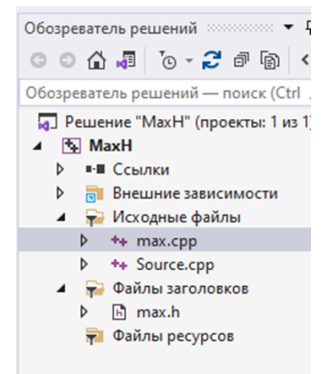 Обозреватель решений
Обозреватель решений — поиск (Ctrl
Решение "MaxH" (проекты: 1 из 1)
MaxH
Ссылки
Внешние зависимости
Исходные файлы
max.cpp
Source.cpp
Файлы заголовков
max.h
Файлы ресурсов